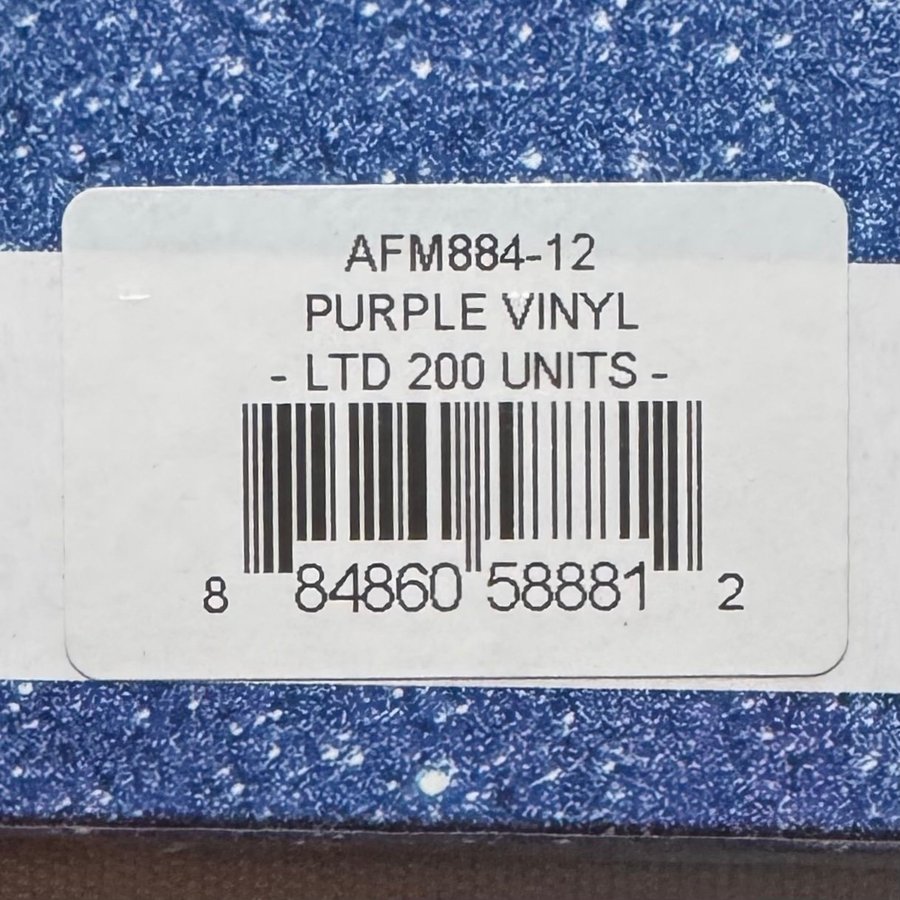 AFM884-12
PURPLE VINYL
- LTD 200 UNITS -
8 84860 58881 2